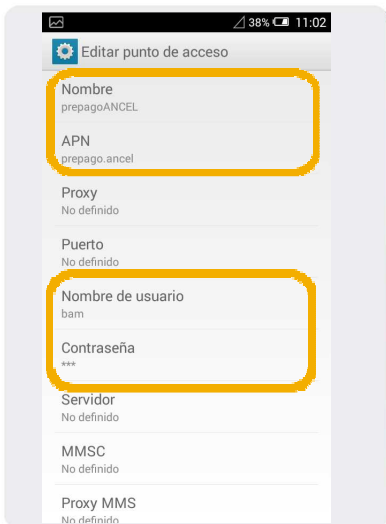 38% 11:02
Editar punto de acceso
Nombre
prepagoANCEL
APN
prepago.ancel
Proxy
No definido
Puerto
No definido
Nombre de usuario
bam
Contraseña
***
Servidor
No definido
MMSC
No definido
Proxy MMS
No definido